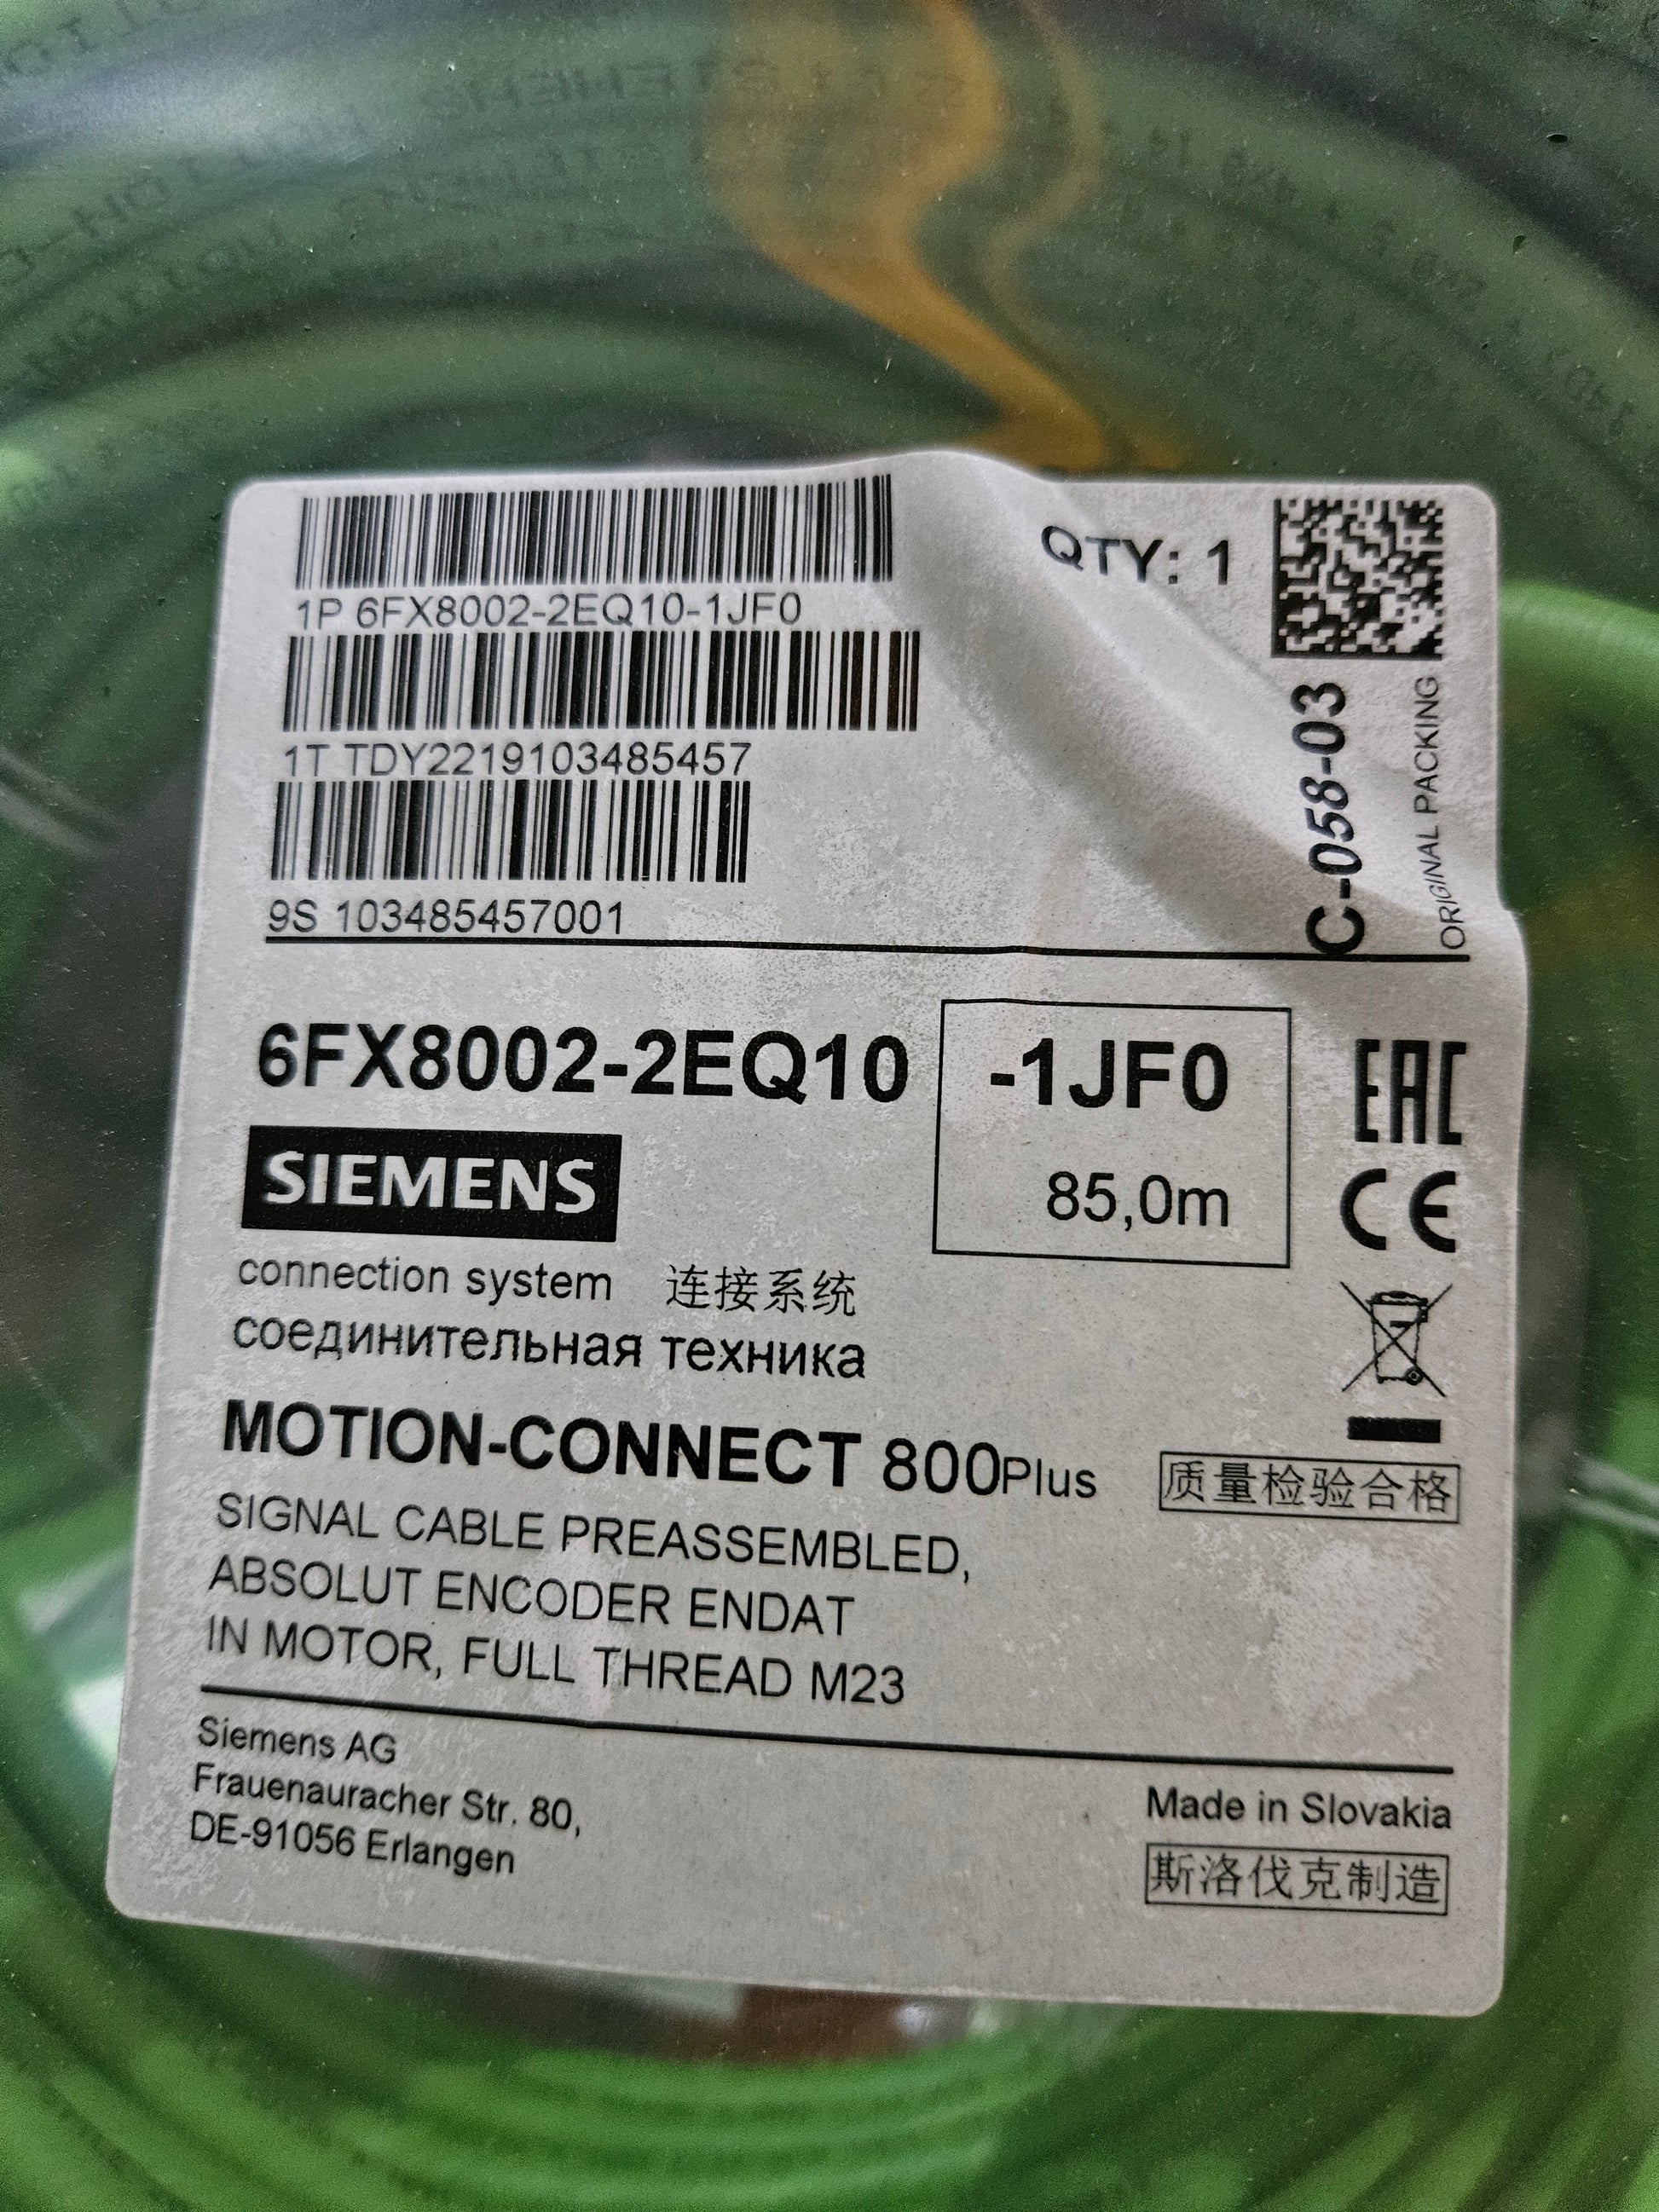 QTY: 1
1P 6FX8002-2EQ10-1JF0
1T TDY2219103485457
9S 103485457001
C-058-03
ORIGINAL PACKING
6FX8002-2EQ10 -1JF0
85,0m
EAC
CE
SIEMENS
connection system 连接系统
соединительная техника
MOTION-CONNECT 800Plus
质量检验合格
SIGNAL CABLE PREASSEMBLED,
ABSOLUT ENCODER ENDAT
IN MOTOR, FULL THREAD M23
Siemens AG
Frauenauracher Str. 80,
DE-91056 Erlangen
Made in Slovakia
斯洛伐克制造